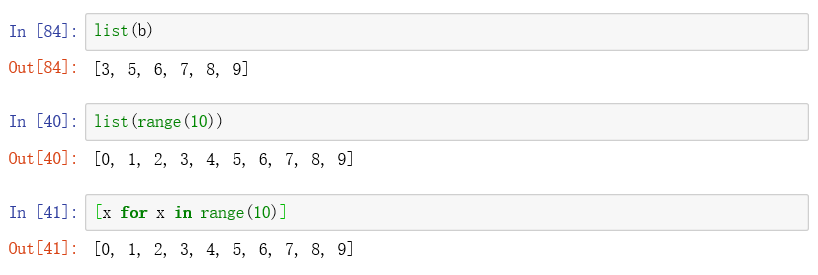 In [84]: list(b)
Out[84]: [3, 5, 6, 7, 8, 9]
In [40]: list(range(10))
Out[40]: [0, 1, 2, 3, 4, 5, 6, 7, 8, 9]
In [41]: [x for x in range(10)]
Out[41]: [0, 1, 2, 3, 4, 5, 6, 7, 8, 9]